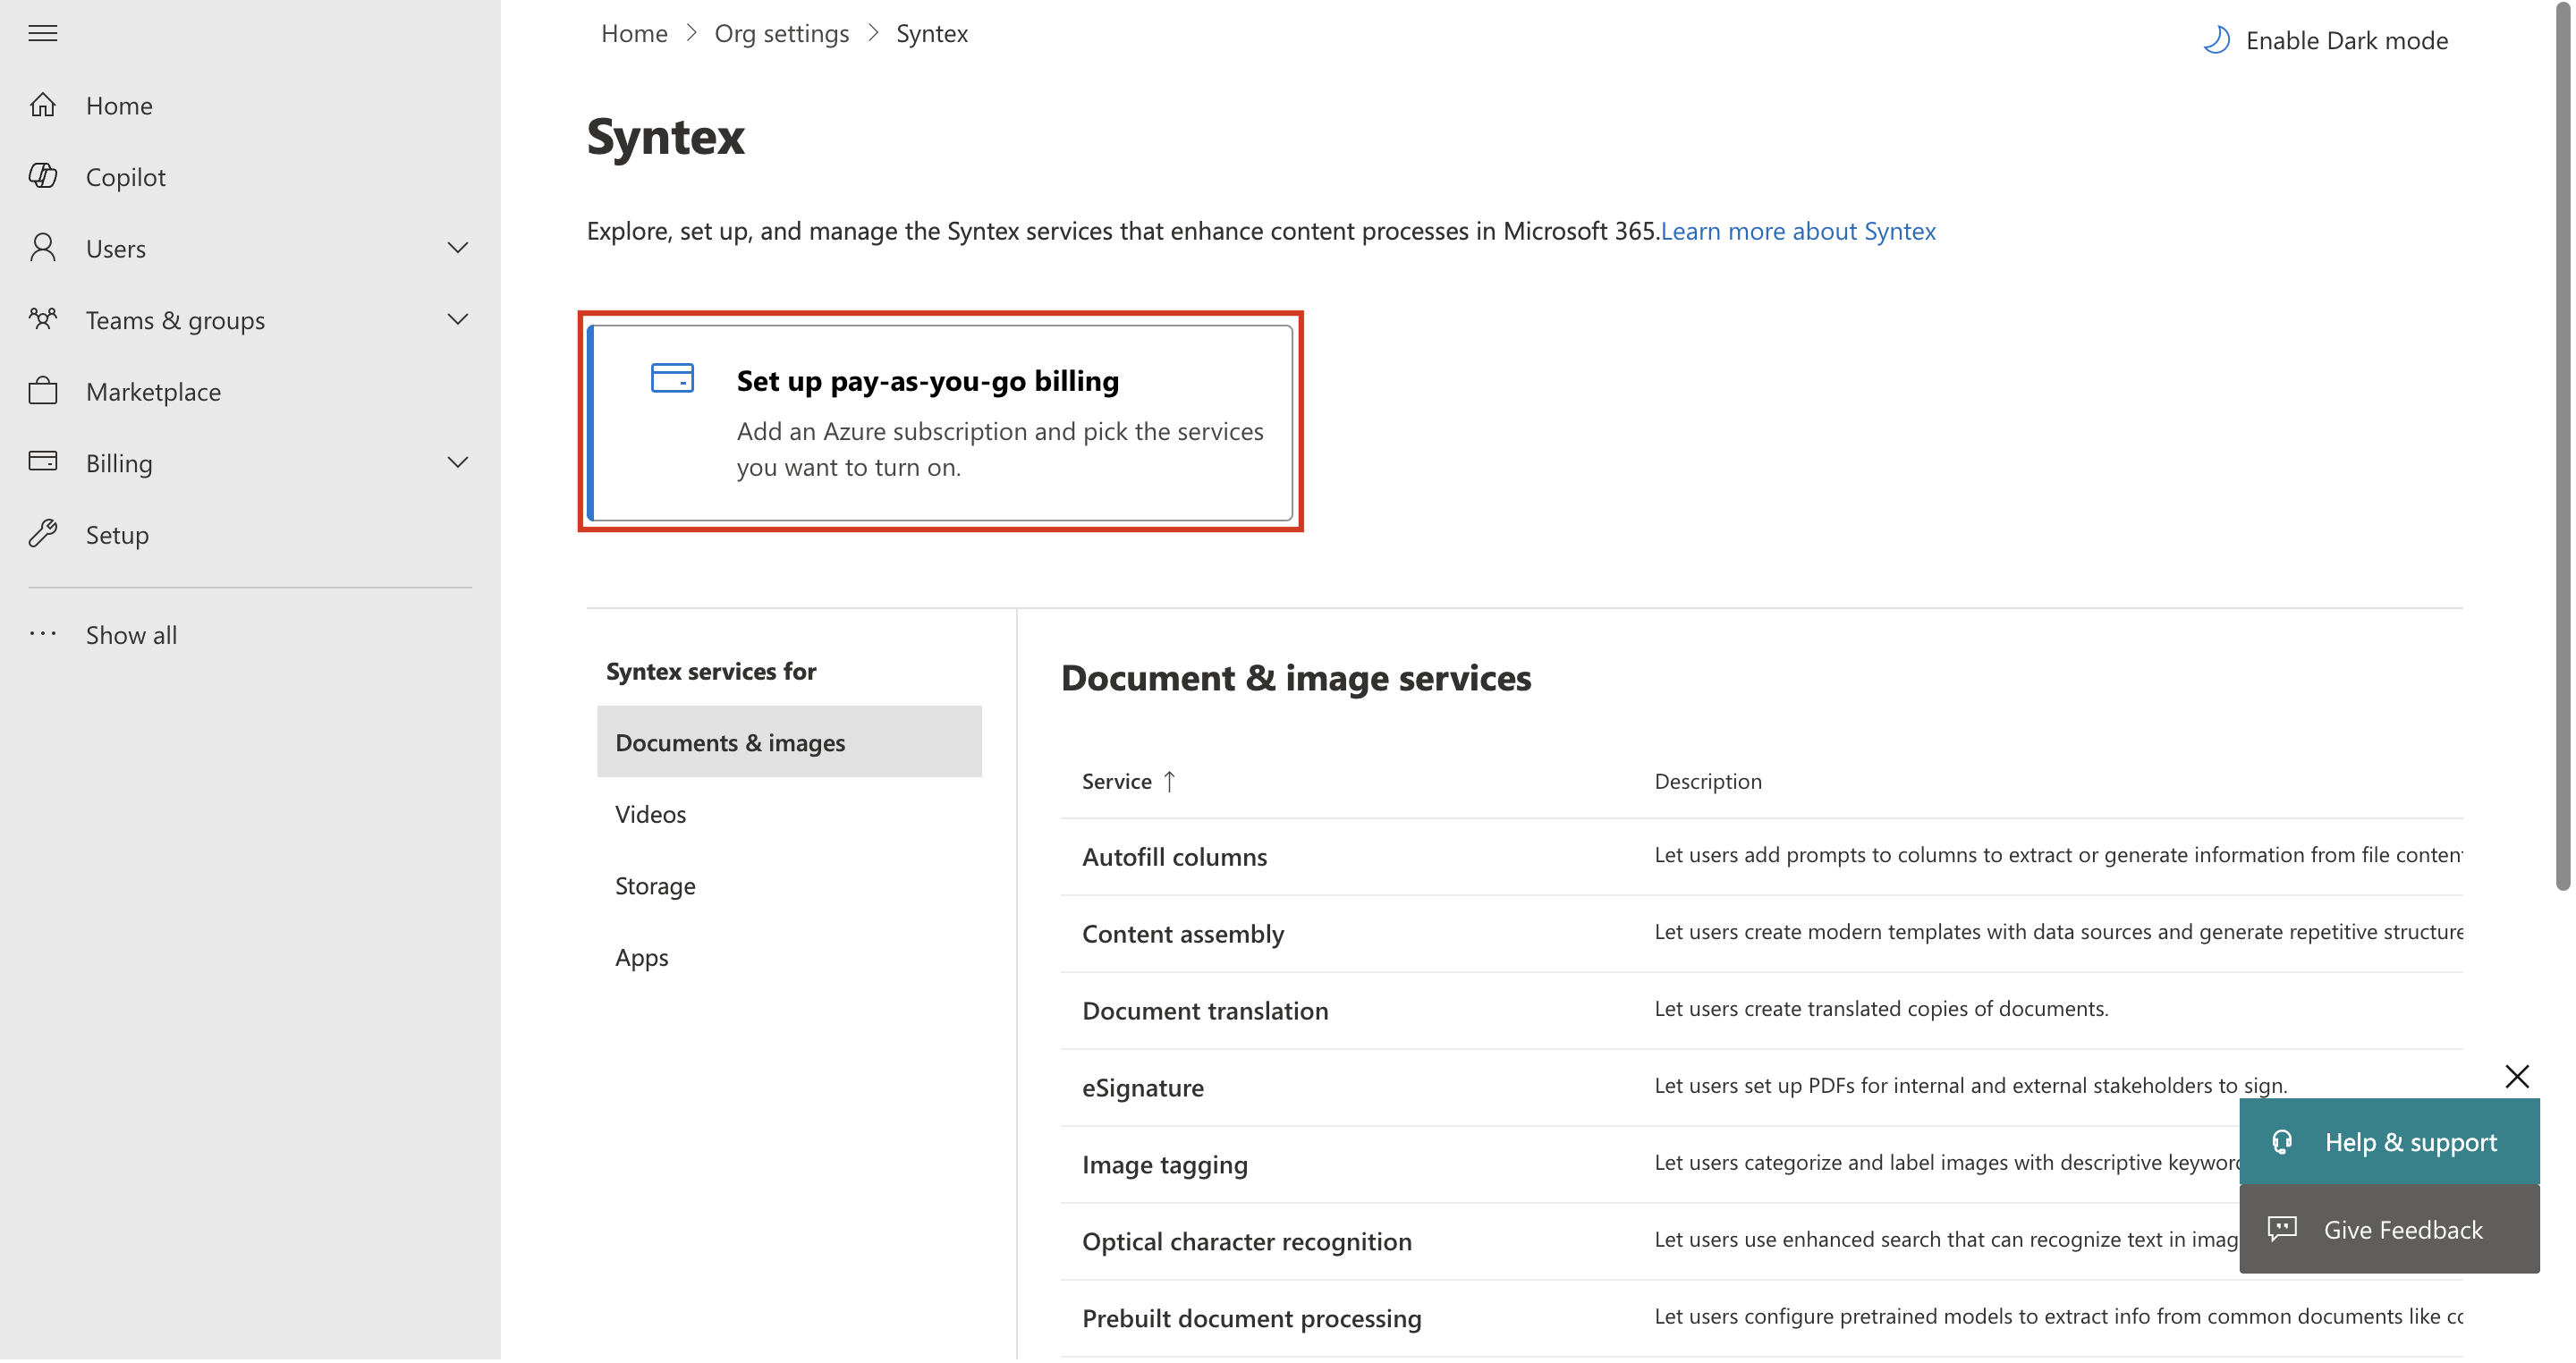 Home > Org settings > Syntex
Enable Dark mode
Home
Copilot
Users
Teams & groups
Marketplace
Billing
Setup
Show all
Syntex
Explore, set up, and manage the Syntex services that enhance content processes in Microsoft 365.Learn more about Syntex
Set up pay-as-you-go billing
Add an Azure subscription and pick the services
you want to turn on.
Syntex services for
Documents & images
Videos
Storage
Apps
Document & image services
Service ↑ Description
Autofill columns Let users add prompts to columns to extract or generate information from file
Content assembly Let users create modern templates with data sources and generate repetitive
Document translation Let users create translated copies of documents.
eSignature Let users set up PDFs for internal and external stakeholders to sign.
Image tagging Let users categorize and label images with descriptive
Optical character recognition Let users use enhanced search that can recognize text in
Prebuilt document processing Let users configure pretrained models to extract info from common documents like
Help & support
Give Feedback